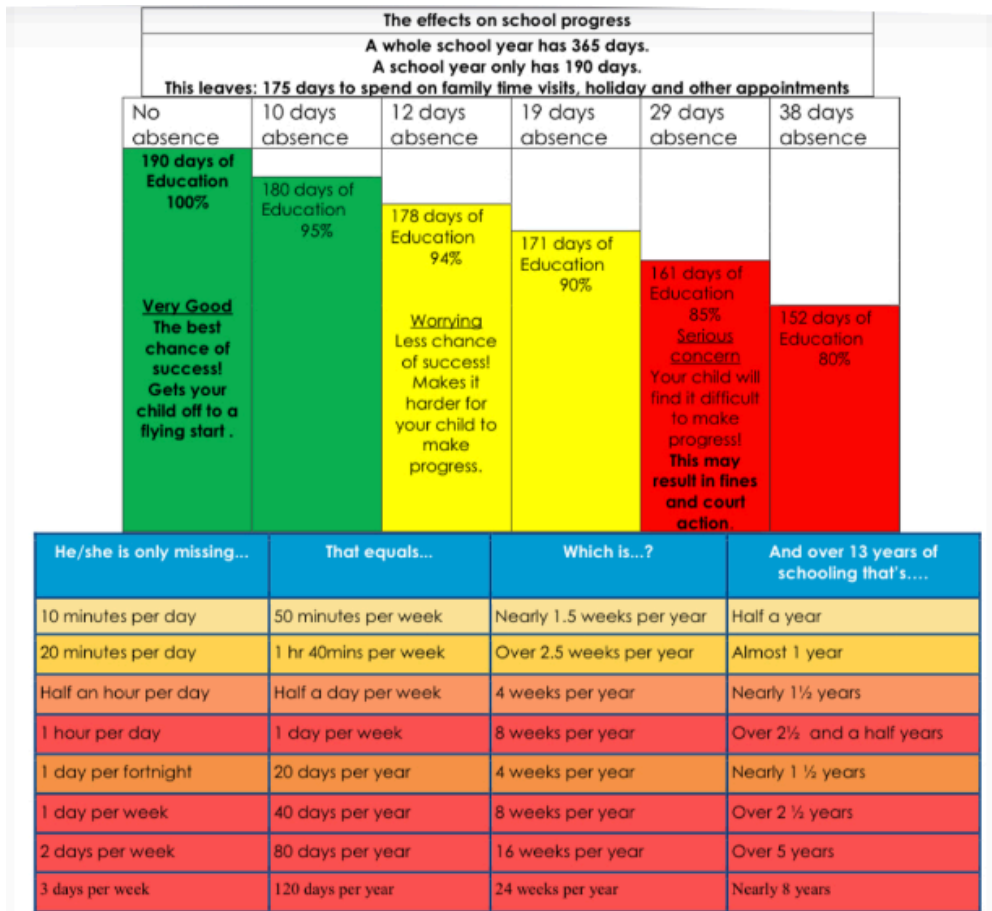 The effects on school progress
A whole school year has 365 days.
A school year only has 190 days.
This leaves: 175 days to spend on family time visits, holiday and other appointments
No
absence
10 days
absence
12 days
absence
19 days
absence
29 days
absence
38 days
absence
190 days of
Education
100%
Very Good
The best
chance of
success!
Gets your
child off to a
flying start .
180 days of
Education
95%
178 days of
Education
94%
Worrying
Less chance
of success!
Makes it
harder for
your child to
make
progress.
171 days of
Education
90%
161 days of
Education
85%
Serious
concern
Your child will
find it difficult
to make
progress!
This may
result in fines
and court
action.
152 days of
Education
80%
He/she is only missing...
That equals...
Which is...?
And over 13 years of
schooling that's....
10 minutes per day
50 minutes per week
Nearly 1.5 weeks per year
Half a year
20 minutes per day
1 hr 40mins per week
Over 2.5 weeks per year
Almost 1 year
Half an hour per day
Half a day per week
4 weeks per year
Nearly 1½ years
1 hour per day
1 day per week
8 weeks per year
Over 2½ and a half years
1 day per fortnight
20 days per year
4 weeks per year
Nearly 1 ½ years
1 day per week
40 days per year
8 weeks per year
Over 2 ½ years
2 days per week
80 days per year
16 weeks per year
Over 5 years
3 days per week
120 days per year
24 weeks per year
Nearly 8 years